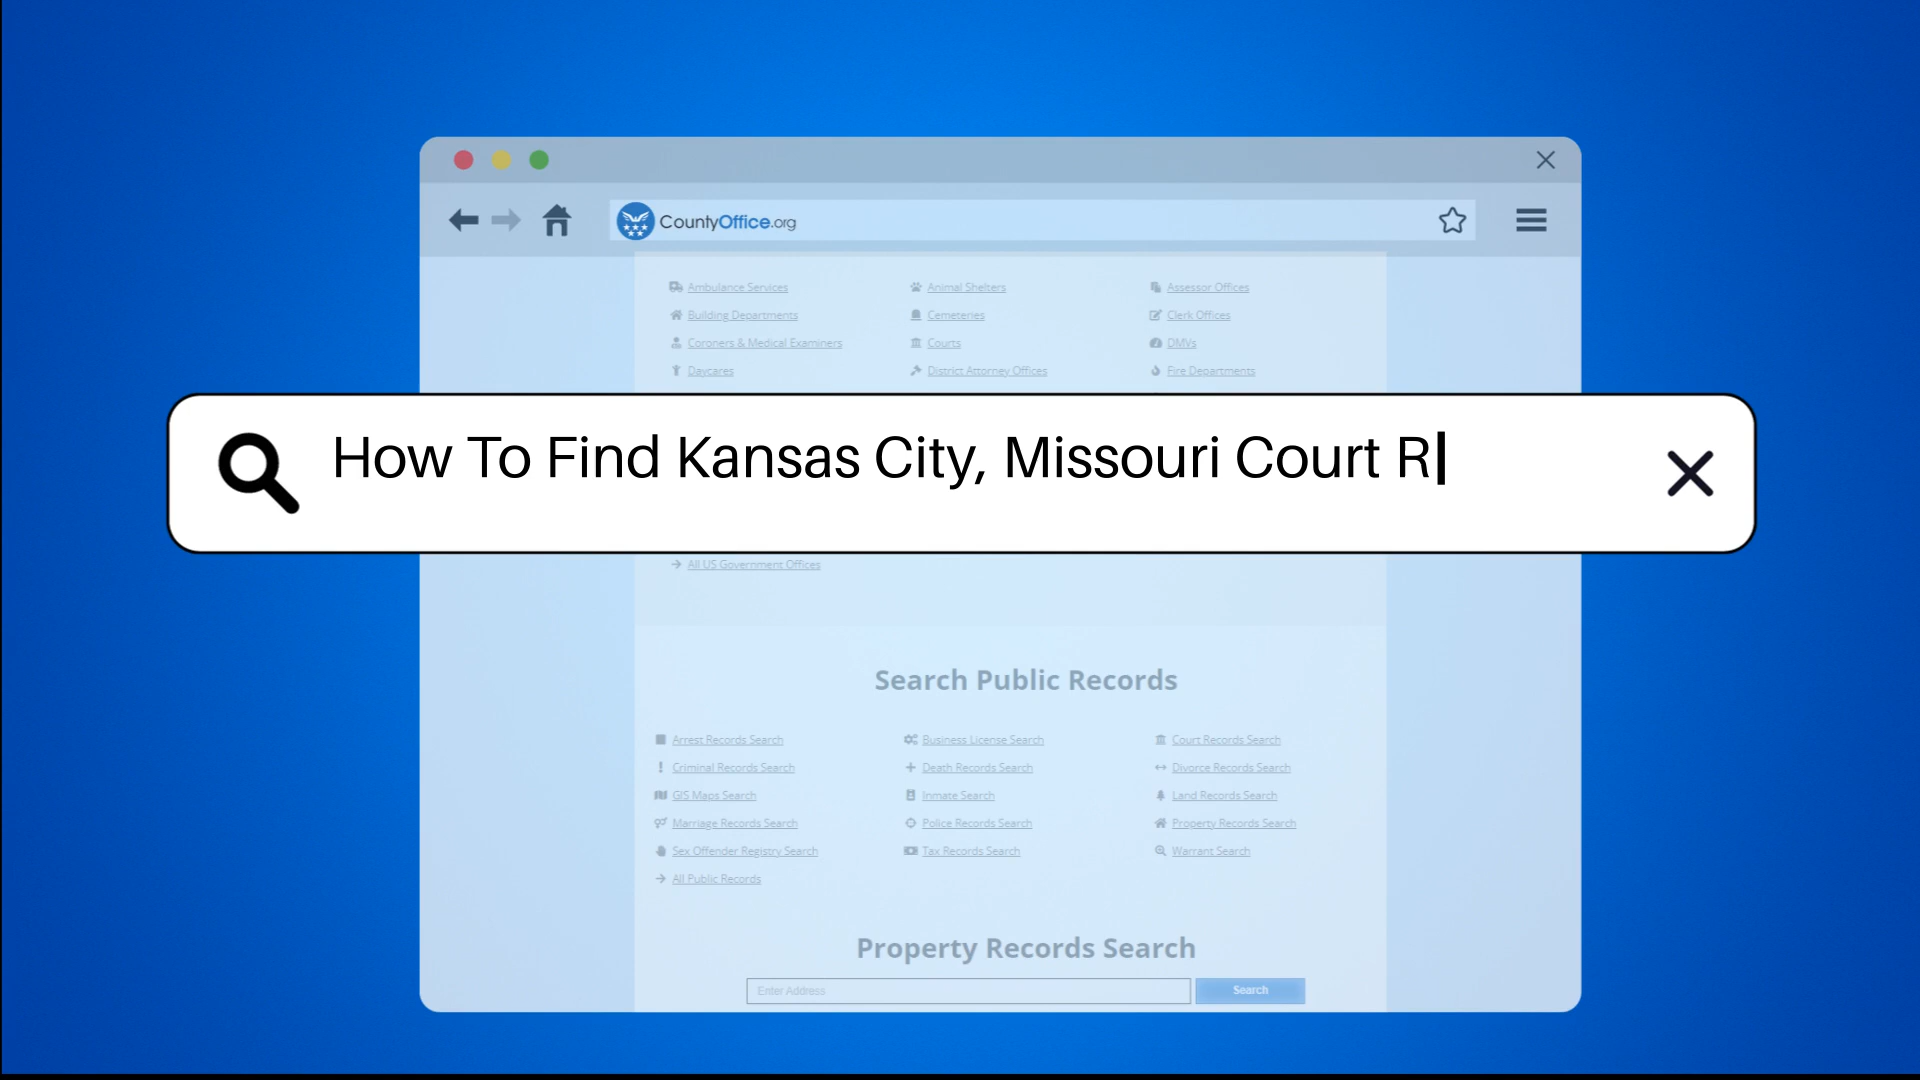 CountyOffice.org
Ambulance Services Animal Shelters Assessor Offices
Building Departments Cemeteries Clerk Offices
Coroners & Medical Examiners Courts DMVs
Daycares District Attorney Offices Fire Departments
How To Find Kansas City, Missouri Court R
All US Government Offices
Search Public Records
Arrest Records Search Business License Search Court Records Search
Criminal Records Search Death Records Search Divorce Records Search
GIS Maps Search Inmate Search Land Records Search
Marriage Records Search Police Records Search Property Records Search
Sex Offender Registry Search Tax Records Search Warrant Search
All Public Records
Property Records Search
Enter Address Search